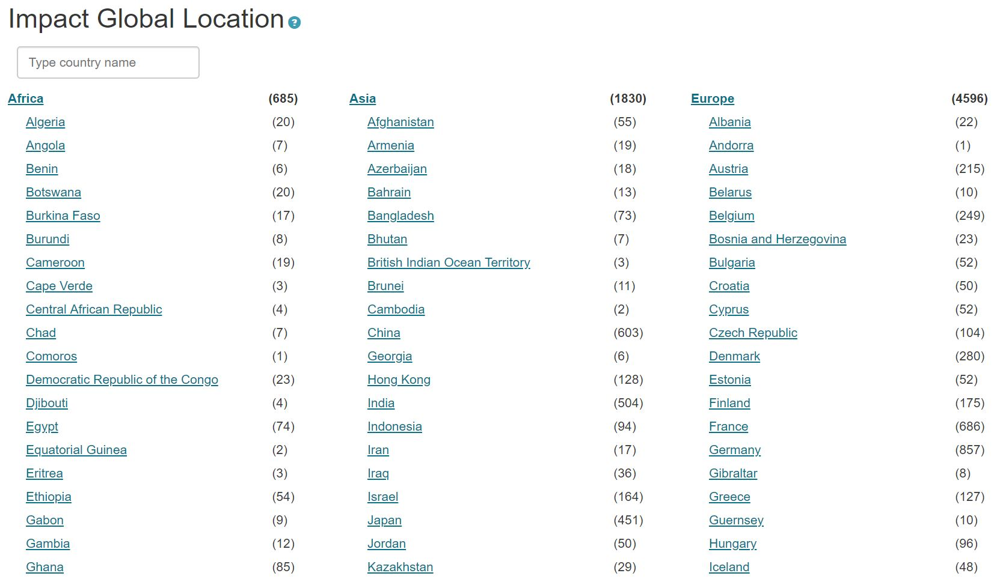 Impact Global Location ?
Type country name
Africa (685) Asia (1830) Europe (4596)
Algeria (20) Afghanistan (55) Albania (22)
Angola (7) Armenia (19) Andorra (1)
Benin (6) Azerbaijan (18) Austria (215)
Botswana (20) Bahrain (13) Belarus (10)
Burkina Faso (17) Bangladesh (73) Belgium (249)
Burundi (8) Bhutan (7) Bosnia and Herzegovina (23)
Cameroon (19) British Indian Ocean Territory (3) Bulgaria (52)
Cape Verde (3) Brunei (11) Croatia (50)
Central African Republic (4) Cambodia (2) Cyprus (52)
Chad (7) China (603) Czech Republic (104)
Comoros (1) Georgia (6) Denmark (280)
Democratic Republic of the Congo (23) Hong Kong (128) Estonia (52)
Djibouti (4) India (504) Finland (175)
Egypt (74) Indonesia (94) France (686)
Equatorial Guinea (2) Iran (17) Germany (857)
Eritrea (3) Iraq (36) Gibraltar (8)
Ethiopia (54) Israel (164) Greece (127)
Gabon (9) Japan (451) Guernsey (10)
Gambia (12) Jordan (50) Hungary (96)
Ghana (85) Kazakhstan (29) Iceland (48)